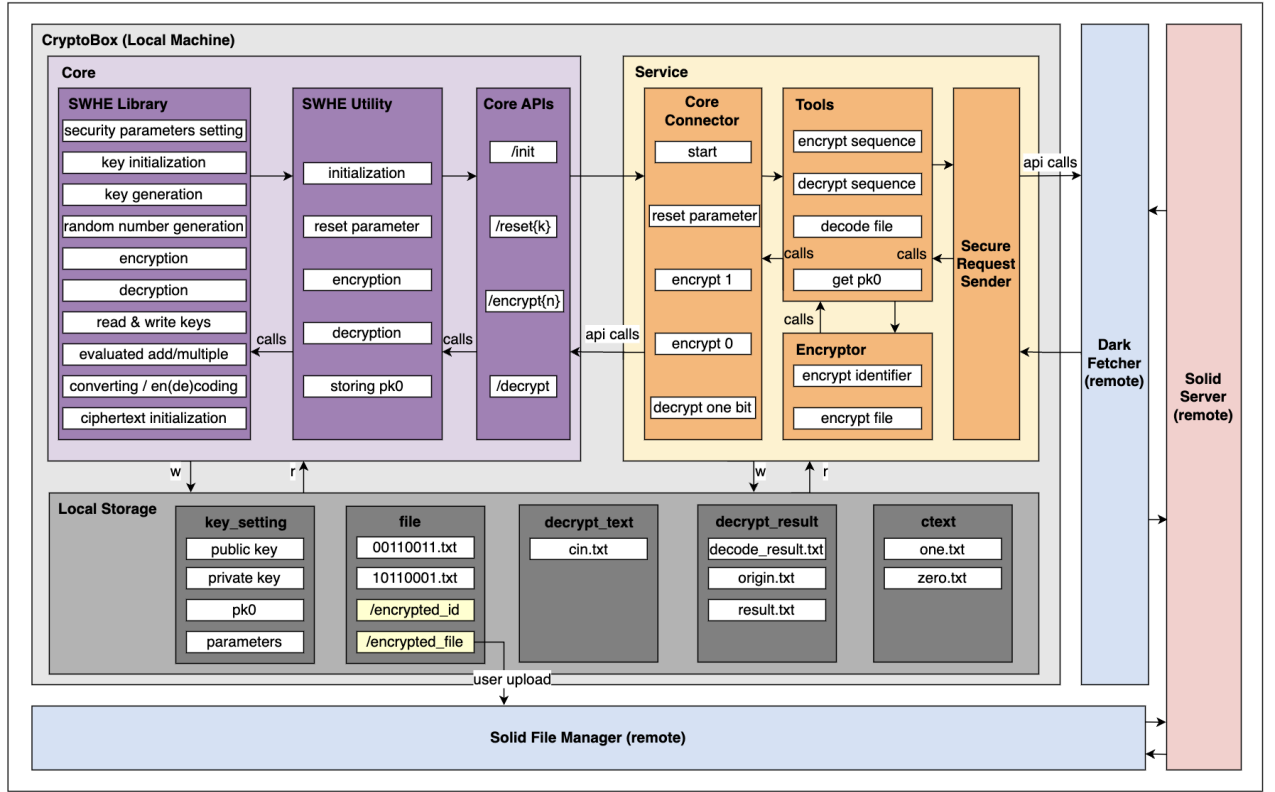 CryptoBox (Local Machine)
Core
SWHE Library
security parameters setting
key initialization
key generation
random number generation
encryption
decryption
read & write keys
evaluated add/multiple
converting / en(de)coding
ciphertext initialization
calls
SWHE Utility
initialization
reset parameter
encryption
decryption
storing pk0
calls
Core APIs
/init
/reset{k}
/encrypt{n}
/decrypt
api calls
Service
Core
Connector
start
reset parameter
encrypt 1
encrypt 0
decrypt one bit
Tools
encrypt sequence
decrypt sequence
decode file
calls
calls
get pk0
calls
Encryptor
encrypt identifier
encrypt file
Secure
Request
Sender
api calls
Dark
Fetcher
(remote)
Solid
Server
(remote)
w
r
w
r
Local Storage
key_setting
public key
private key
pk0
parameters
file
00110011.txt
10110001.txt
/encrypted_id
/encrypted_file
decrypt_text
cin.txt
decrypt_result
decode_result.txt
origin.txt
result.txt
ctext
one.txt
zero.txt
user upload
Solid File Manager (remote)